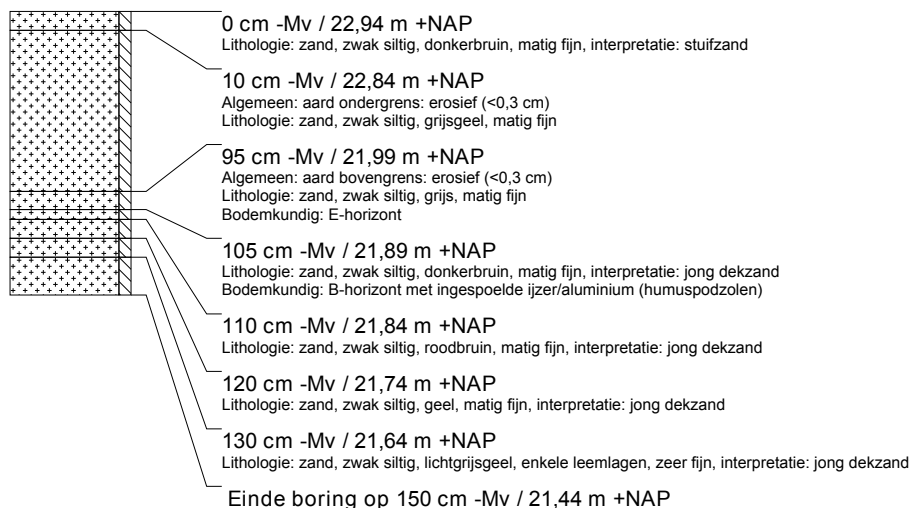 0 cm -Mv / 22,94 m +NAP
Lithologie: zand, zwak siltig, donkerbruin, matig fijn, interpretatie: stuifzand
10 cm -Mv / 22,84 m +NAP
Algemeen: aard ondergrens: erosief (<0,3 cm)
Lithologie: zand, zwak siltig, grijsgeel, matig fijn
95 cm -Mv / 21,99 m +NAP
Algemeen: aard bovengrens: erosief (<0,3 cm)
Lithologie: zand, zwak siltig, grijs, matig fijn
Bodemkundig: E-horizont
105 cm -Mv / 21,89 m +NAP
Lithologie: zand, zwak siltig, donkerbruin, matig fijn, interpretatie: jong dekzand
Bodemkundig: B-horizont met ingespoelde ijzer/aluminium (humuspodzolen)
110 cm -Mv / 21,84 m +NAP
Lithologie: zand, zwak siltig, roodbruin, matig fijn, interpretatie: jong dekzand
120 cm -Mv / 21,74 m +NAP
Lithologie: zand, zwak siltig, geel, matig fijn, interpretatie: jong dekzand
130 cm -Mv / 21,64 m +NAP
Lithologie: zand, zwak siltig, lichtgrijsgeel, enkele leemlagen, zeer fijn, interpretatie: jong dekzand
Einde boring op 150 cm -Mv / 21,44 m +NAP